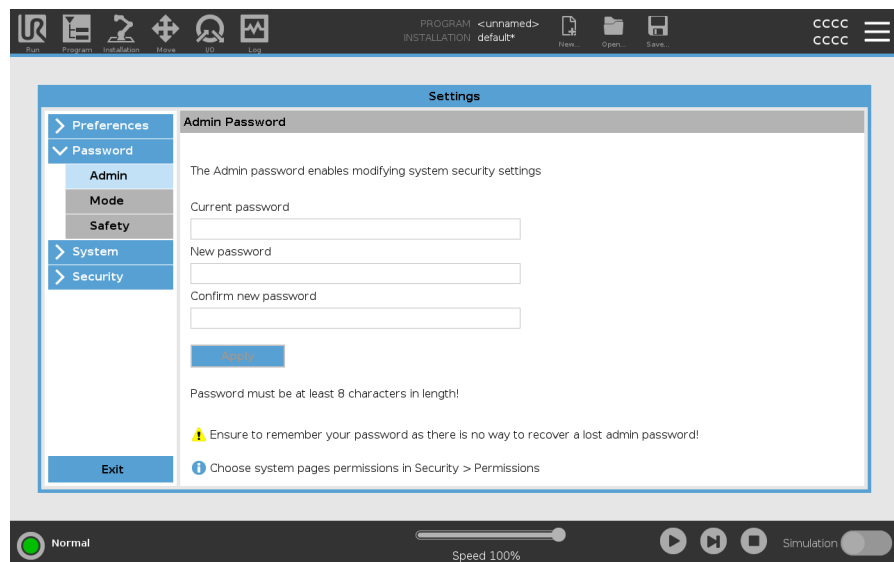 PROGRAM <unnamed>
INSTALLATION default*
CCCC
CCCC
Run Program Installation Move I/O Log New... Open... Save...
Settings
Preferences
Password
Admin
Mode
Safety
System
Security
Exit
Admin Password
The Admin password enables modifying system security settings
Current password
New password
Confirm new password
Apply
Password must be at least 8 characters in length!
Ensure to remember your password as there is no way to recover a lost admin password!
Choose system pages permissions in Security > Permissions
Normal
Speed 100%
Simulation